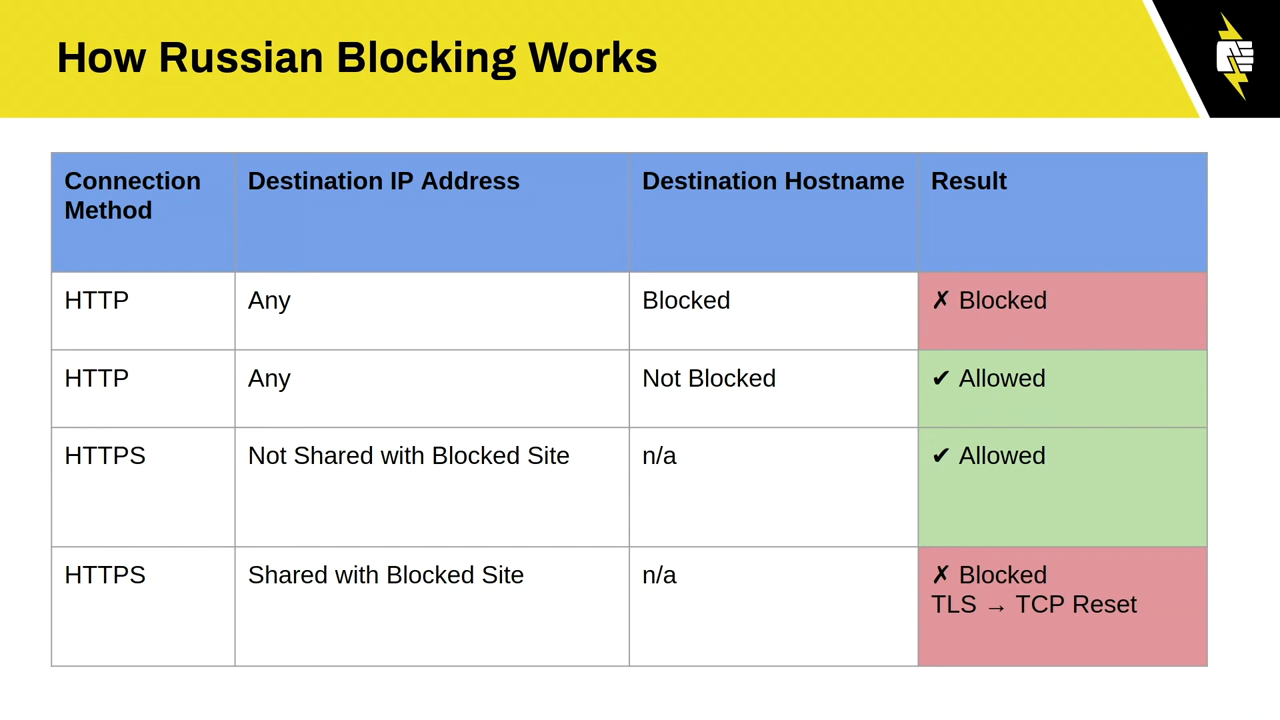 How Russian Blocking Works
Connection Method
Destination IP Address
Destination Hostname
Result
HTTP
Any
Blocked
✗ Blocked
HTTP
Any
Not Blocked
✔ Allowed
HTTPS
Not Shared with Blocked Site
n/a
✔ Allowed
HTTPS
Shared with Blocked Site
n/a
✗ Blocked
TLS → TCP Reset